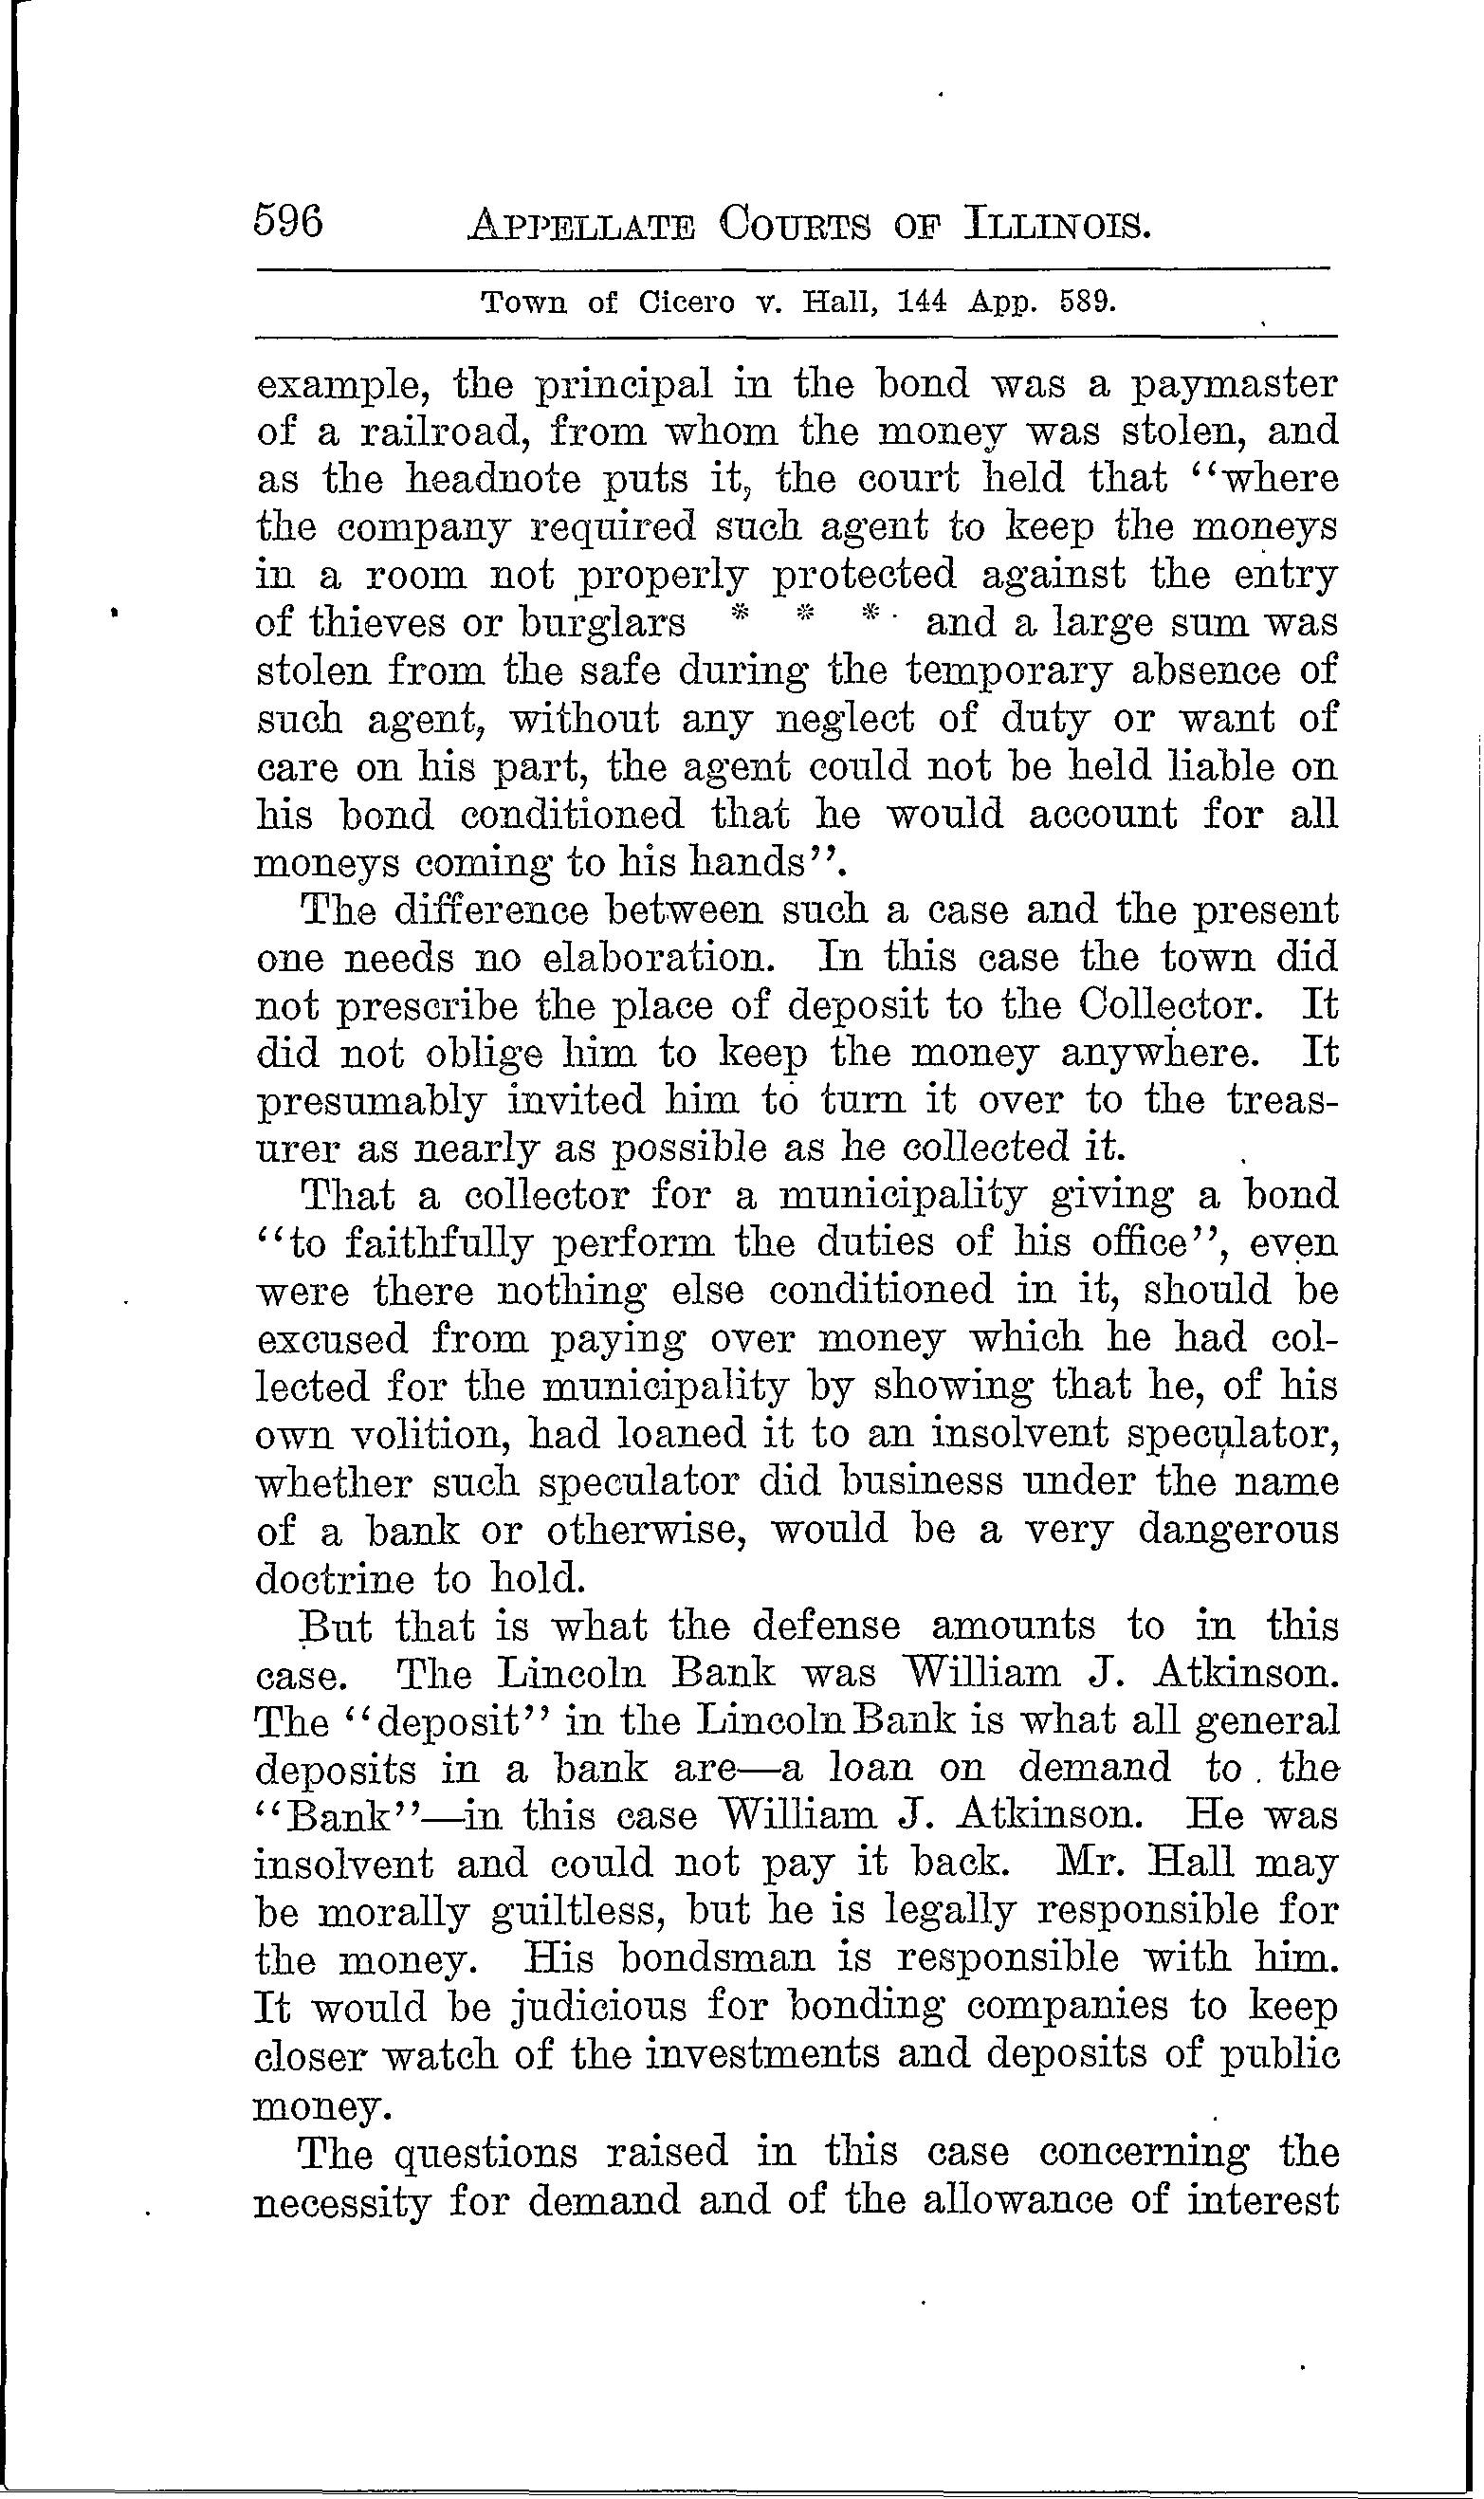 596 APPELLATE COURTS OF ILLINOIS.
Town of Cicero v. Hall, 144 App. 589.
example, the principal in the bond was a paymaster
of a railroad, from whom the money was stolen, and
as the headnote puts it, the court held that “where
the company required such agent to keep the moneys
in a room not properly protected against the entry
of thieves or burglars * * * and a large sum was
stolen from the safe during the temporary absence of
such agent, without any neglect of duty or want of
care on his part, the agent could not be held liable on
his bond conditioned that he would account for all
moneys coming to his hands”.
The difference between such a case and the present
one needs no elaboration. In this case the town did
not prescribe the place of deposit to the Collector. It
did not oblige him to keep the money anywhere. It
presumably invited him to turn it over to the treas-
urer as nearly as possible as he collected it.
That a collector for a municipality giving a bond
“to faithfully perform the duties of his office”, even
were there nothing else conditioned in it, should be
excused from paying over money which he had col-
lected for the municipality by showing that he, of his
own volition, had loaned it to an insolvent speculator,
whether such speculator did business under the name
of a bank or otherwise, would be a very dangerous
doctrine to hold.
But that is what the defense amounts to in this
case. The Lincoln Bank was William J. Atkinson.
The “deposit” in the Lincoln Bank is what all general
deposits in a bank are—a loan on demand to the
“Bank”—in this case William J. Atkinson. He was
insolvent and could not pay it back. Mr. Hall may
be morally guiltless, but he is legally responsible for
the money. His bondsman is responsible with him.
It would be judicious for bonding companies to keep
closer watch of the investments and deposits of public
money.
The questions raised in this case concerning the
necessity for demand and of the allowance of interest